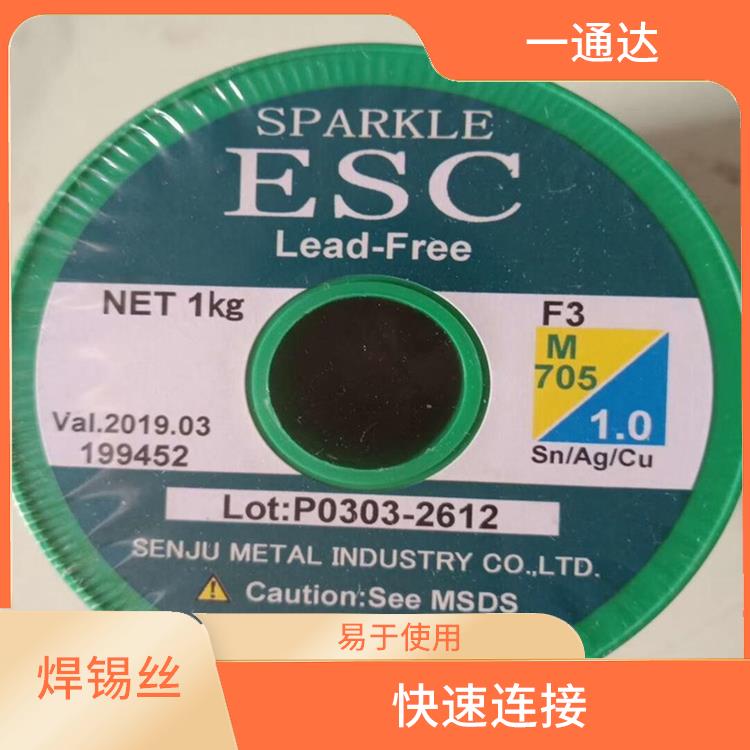 一通达
SPARKLE
ESC
Lead-Free
NET 1kg
F3
M
705
1.0
Val.2019.03
199452
Sn/Ag/Cu
Lot:P0303-2612
SENJU METAL INDUSTRY CO.,LTD.
Caution:See MSDS
易于使用
焊锡丝
快速连接